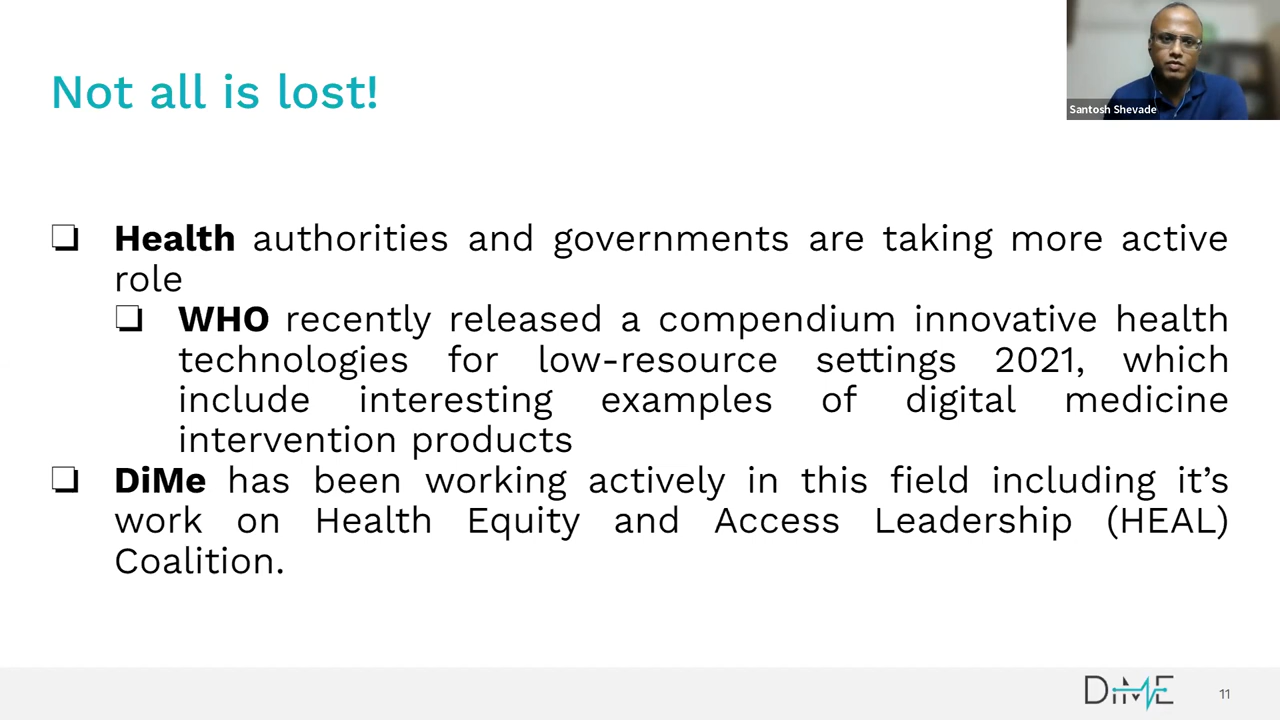 Not all is lost!
Santosh Shevade
❏ Health authorities and governments are taking more active
role
❏ WHO recently released a compendium innovative health
technologies for low-resource settings 2021, which
include interesting examples of digital medicine
intervention products
❏ DiMe has been working actively in this field including it’s
work on Health Equity and Access Leadership (HEAL)
Coalition.
DiME
11